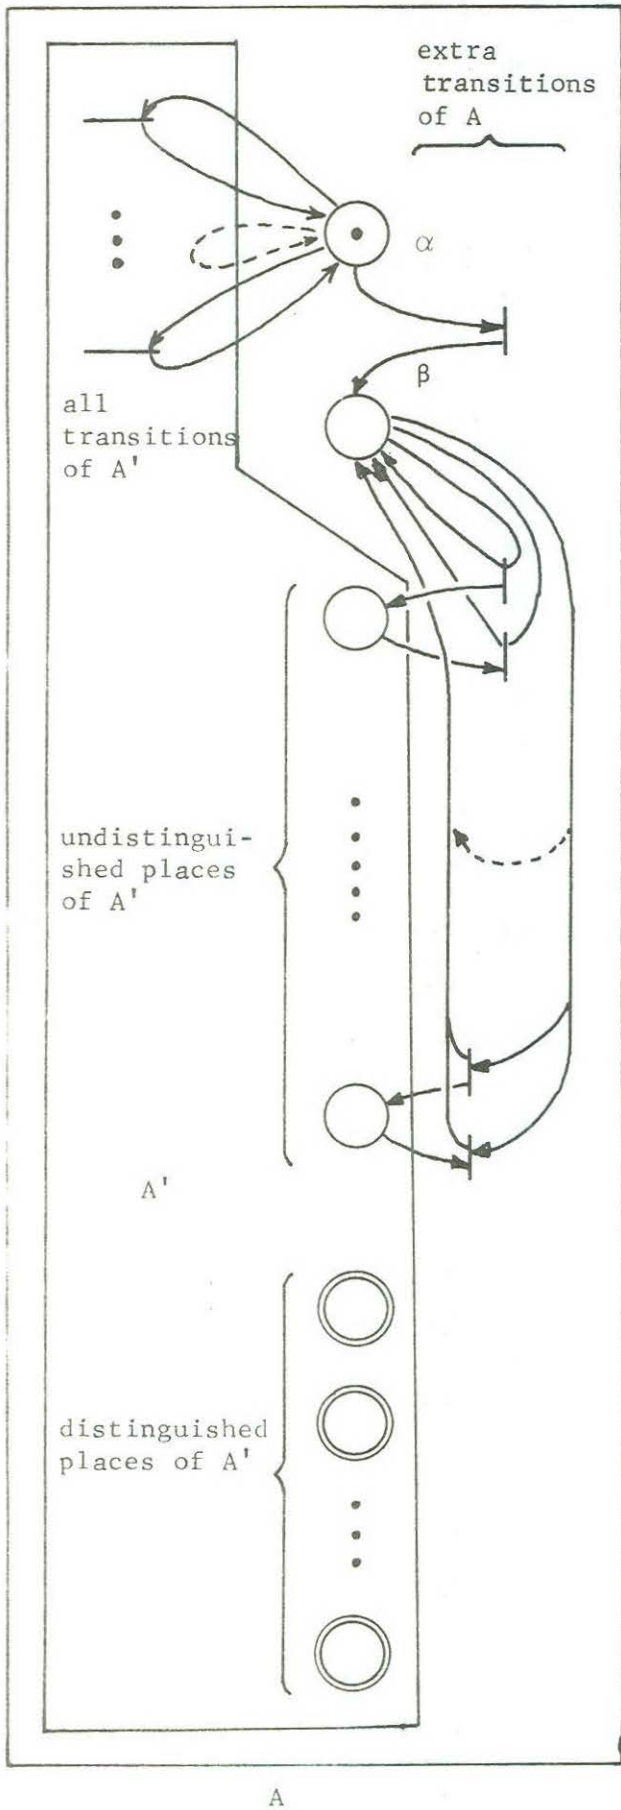 extra
transitions
of A
α
β
all
transitions
of A'
undistingui-
shed places
of A'
A'
distinguished
places of A'
A